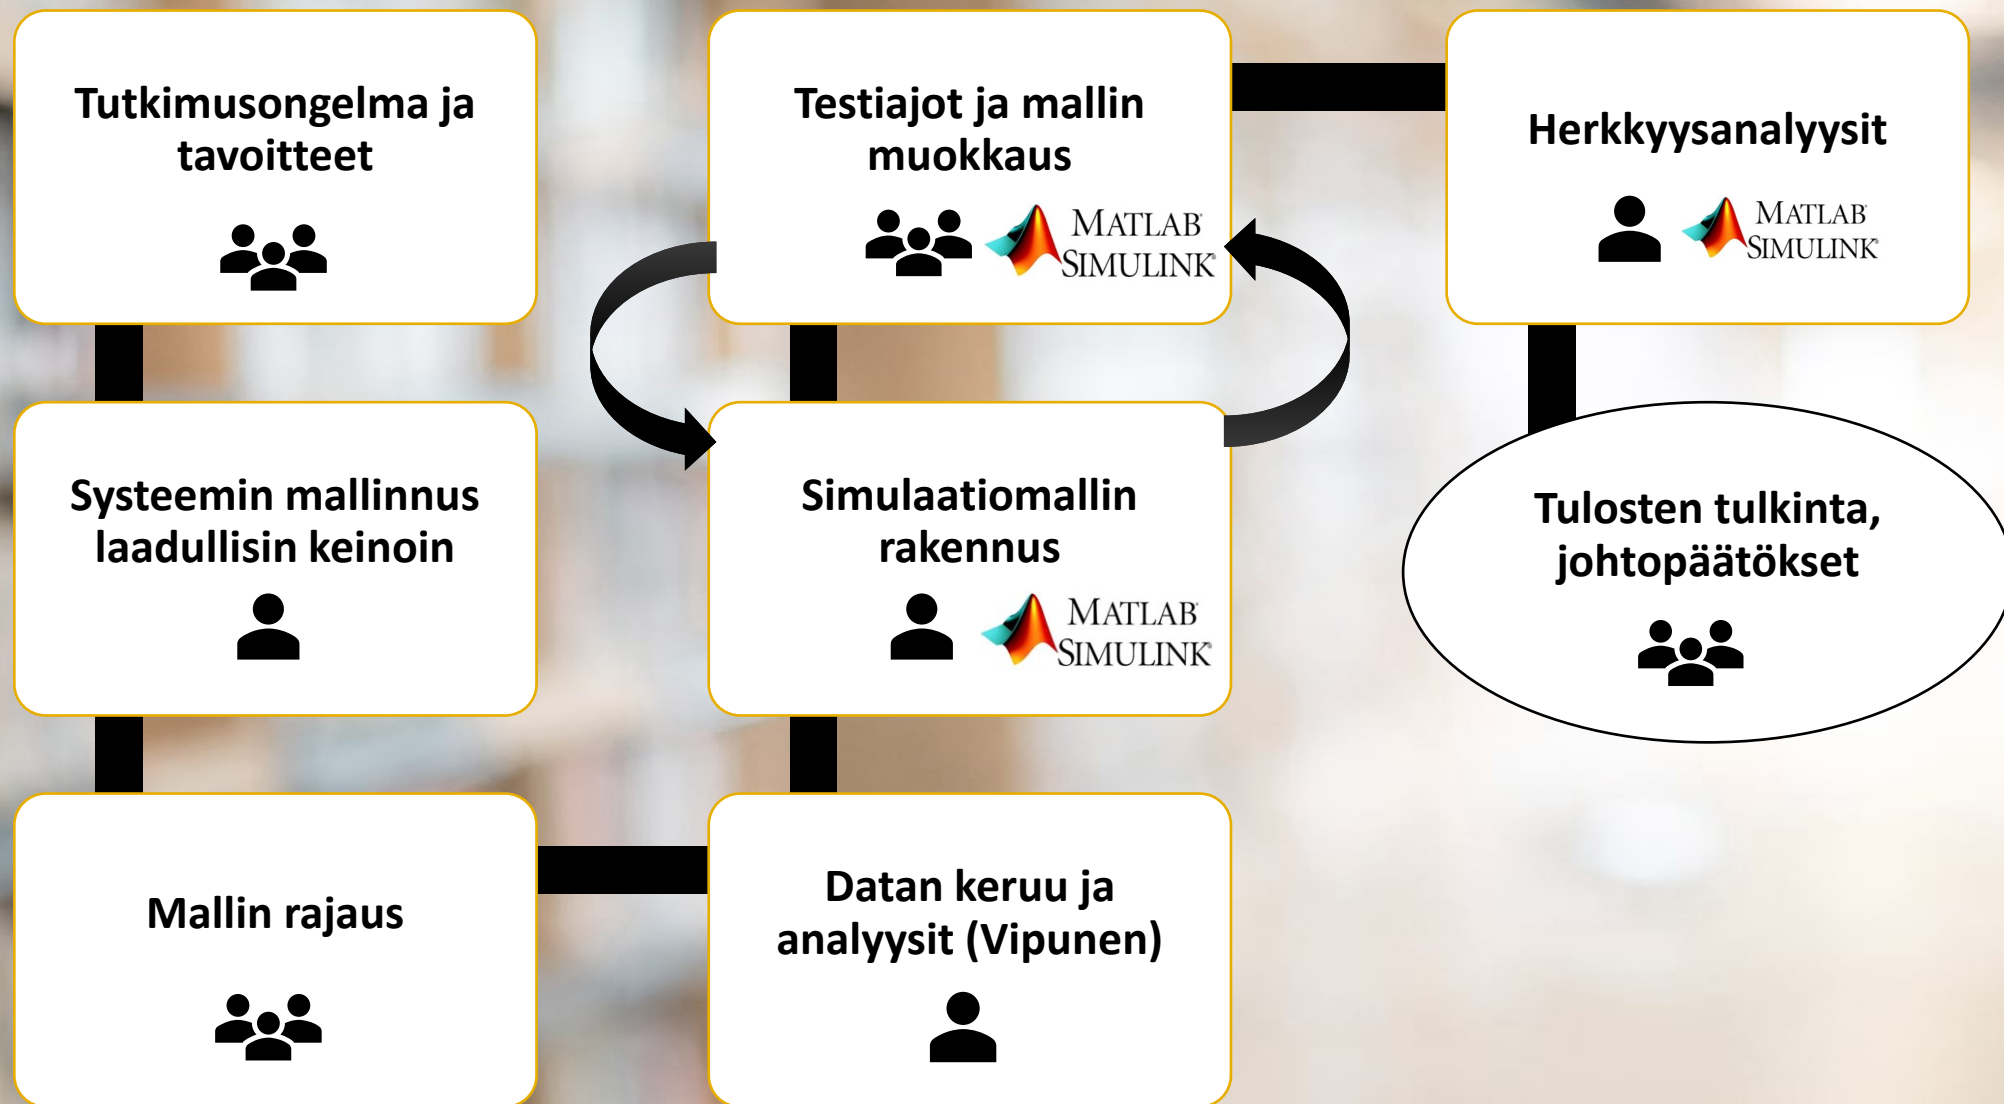 Tutkimusongelma ja
tavoitteet
Systeemin mallinnus
laadullisin keinoin
Mallin rajaus
Datan keruu ja
analyysit (Vipunen)
Simulaatiomallin
rakennus
MATLAB®
SIMULINK®
Testiajot ja mallin
muokkaus
MATLAB®
SIMULINK®
Herkkyysanalyysit
MATLAB®
SIMULINK®
Tulosten tulkinta,
johtopäätökset